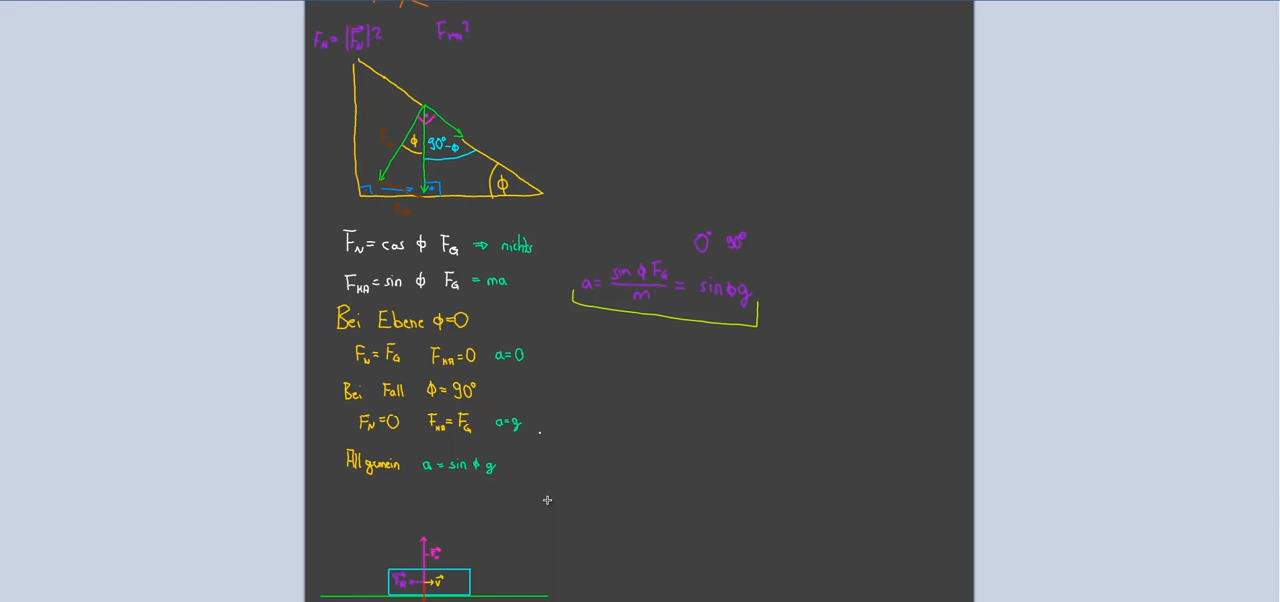 F_N = |F_N|?
F_HA?
ϕ 90°-ϕ
ϕ
F_N = cos ϕ F_G ⇒ nichts
0° 90°
F_HA = sin ϕ F_G = ma
a = sin ϕ F_G / m = sin ϕ g
Bei Ebene ϕ=0
F_N = F_G F_HA = 0 a=0
Bei Fall ϕ = 90°
F_N = 0 F_HA = F_G a=g
Allgemein a = sin ϕ g
v